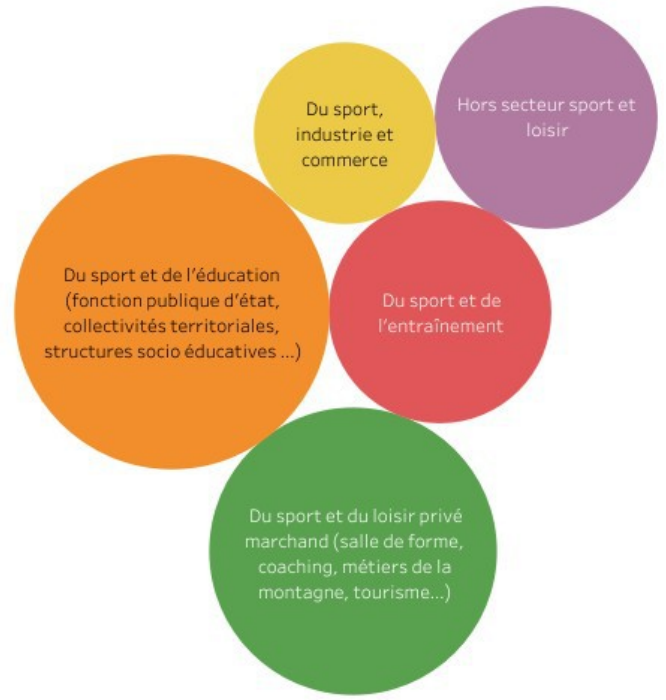 Du sport,
industrie et
commerce
Hors secteur sport et
loisir
Du sport et de l'éducation
(fonction publique d'état,
collectivités territoriales,
structures socio éducatives ...)
Du sport et de
l'entraînement
Du sport et du loisir privé
marchand (salle de forme,
coaching, métiers de la
montagne, tourisme...)